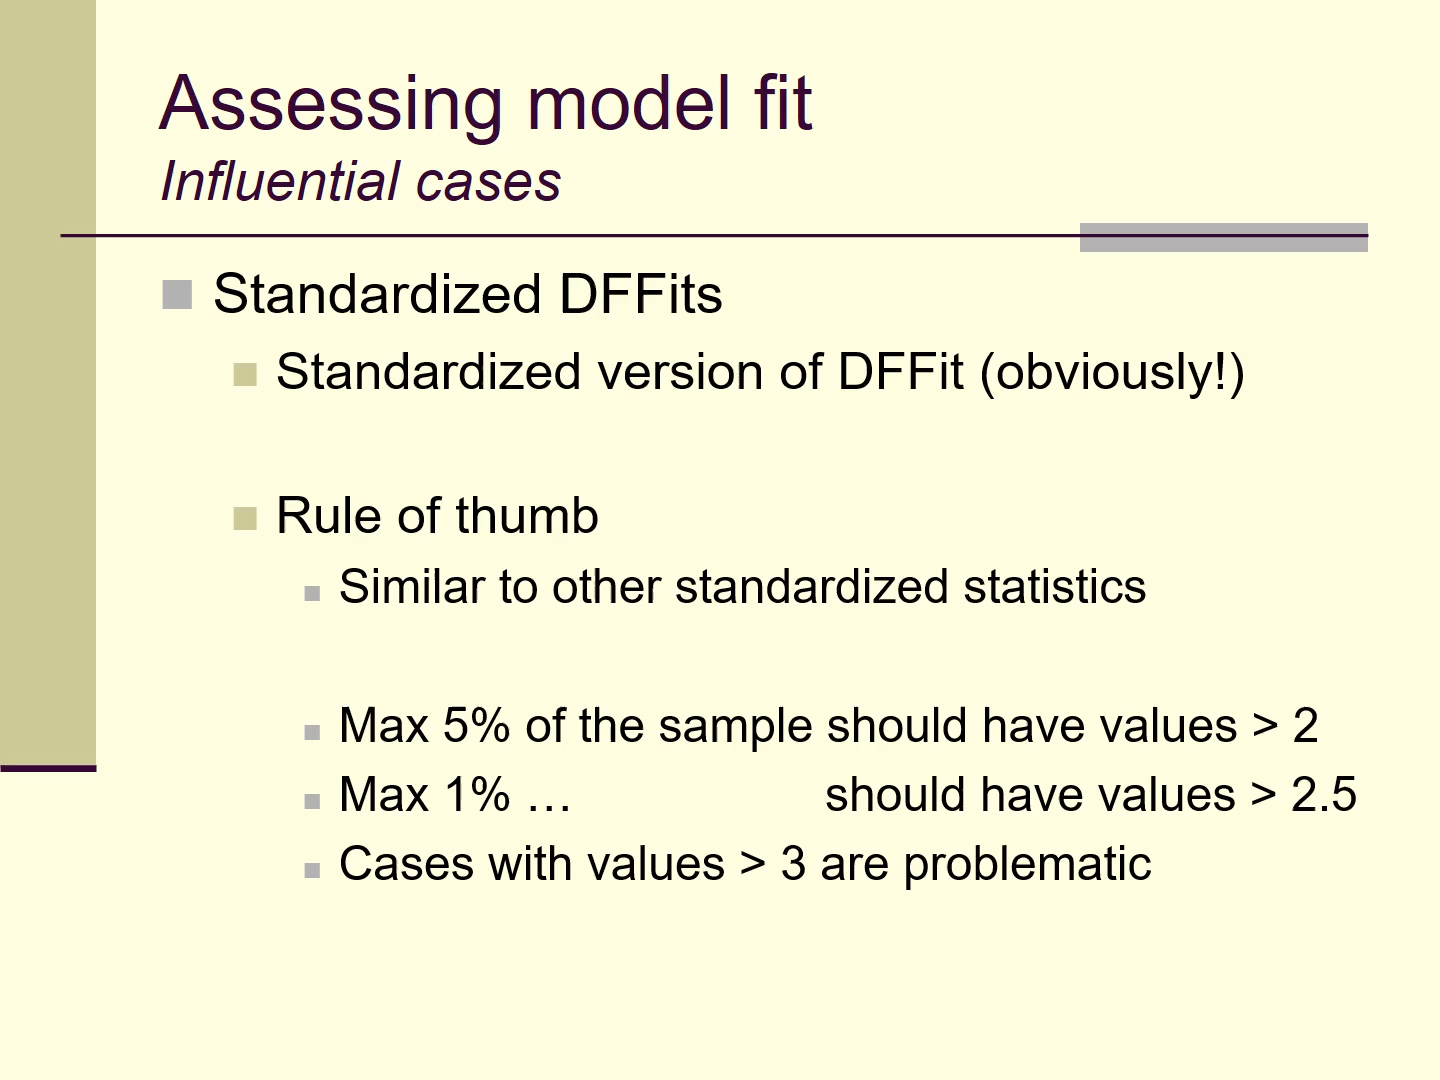 Assessing model fit
Influential cases
Standardized DFFits
Standardized version of DFFit (obviously!)
Rule of thumb
Similar to other standardized statistics
Max 5% of the sample should have values > 2
Max 1% … should have values > 2.5
Cases with values > 3 are problematic